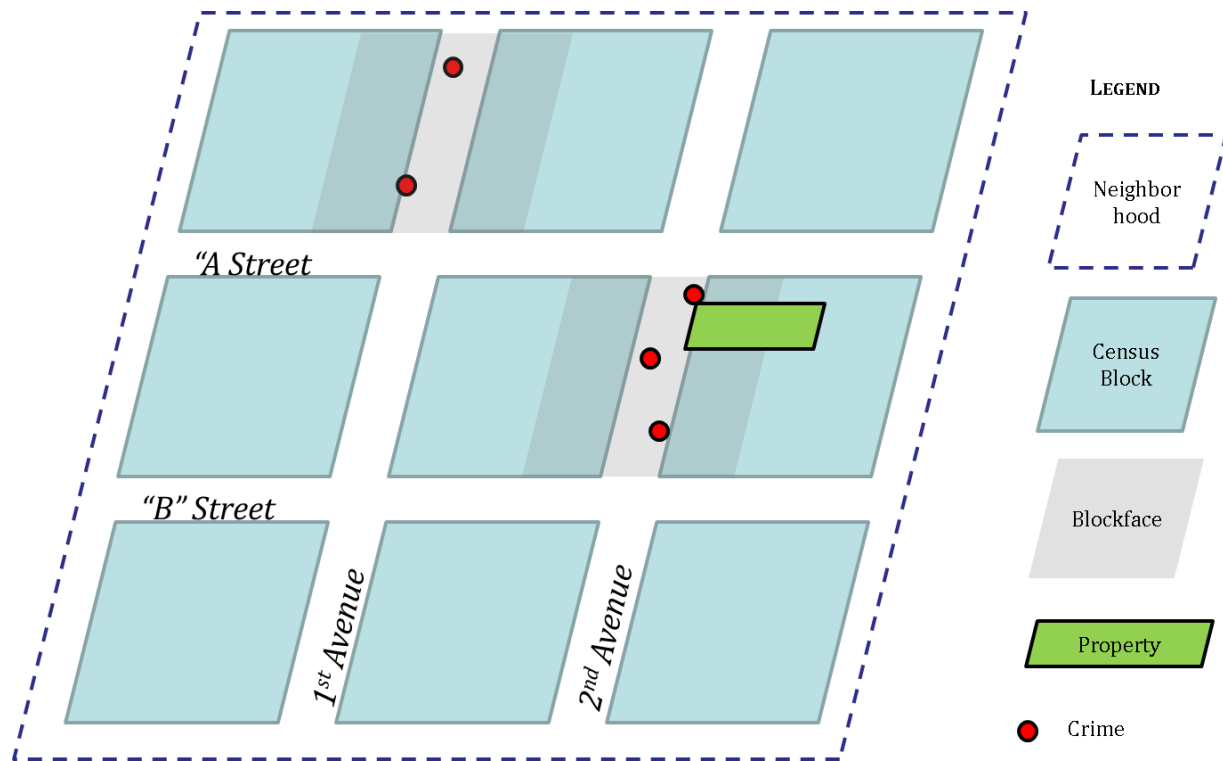 LEGEND
Neighbor
hood
“A Street
Census
Block
“B” Street
Blockface
1st Avenue
2nd Avenue
Property
Crime